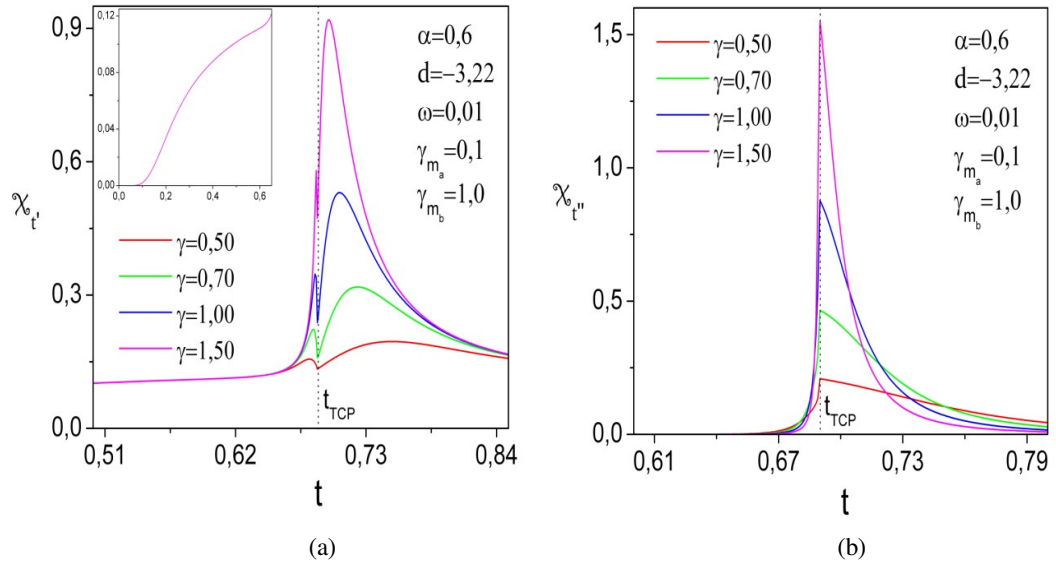 0,12
0,08
0,04
0,00
0,0 0,2 0,4 0,6
0,9
0,6
0,3
0,0
χt'
α=0,6
d=−3,22
ω=0,01
γma=0,1
γmb=1,0
γ=0,50
γ=0,70
γ=1,00
γ=1,50
tTCP
0,51 0,62 0,73 0,84
t
(a)
1,5
1,0
0,5
0,0
χt"
γ=0,50
γ=0,70
γ=1,00
γ=1,50
α=0,6
d=−3,22
ω=0,01
γma=0,1
γmb=1,0
tTCP
0,61 0,67 0,73 0,79
t
(b)